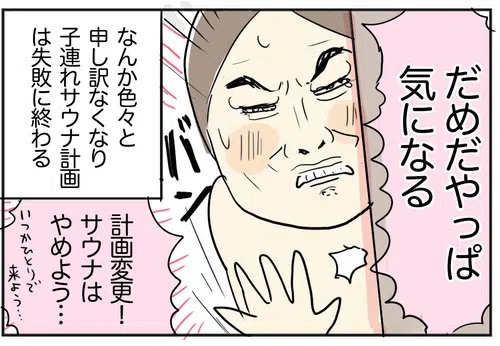 だめだやっぱ
気になる
なんか色々と
申し訳なくなり
子連れサウナ計画
は失敗に終わる
バンッ
計画変更！
サウナは
やめよう…
いつかひとりで
来よう…